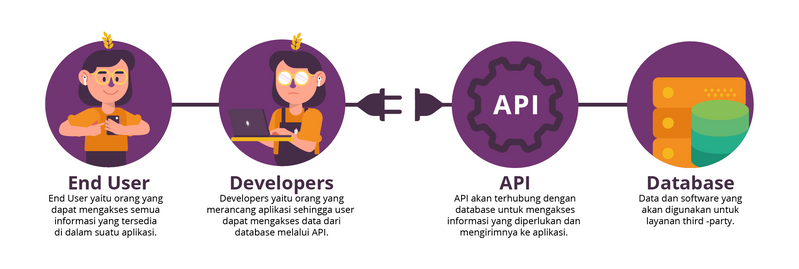 API
End User
End User yaitu orang yang
dapat mengakses semua
informasi yang tersedia
di dalam suatu aplikasi.
Developers
Developers yaitu orang yang
merancang aplikasi sehingga user
dapat mengakses data dari
database melalui API.
API
API akan terhubung dengan
database untuk mengakses
informasi yang diperlukan dan
mengirimnya ke aplikasi.
Database
Data dan software yang
akan digunakan untuk
layanan third -party.